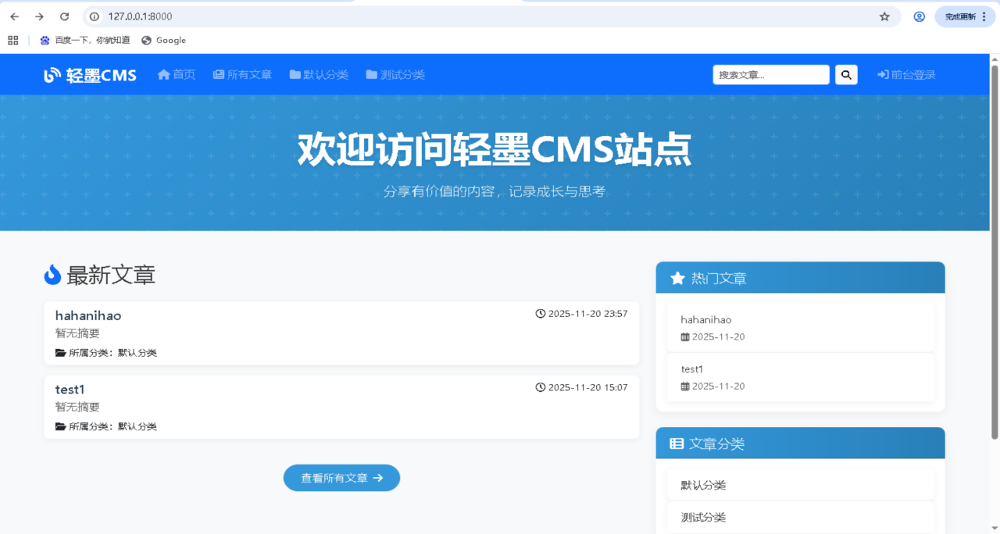 127.0.0.1:8000
完成更新
百度一下，你就知道
Google
轻墨CMS
首页
所有文章
默认分类
测试分类
搜索文章...
前台登录
欢迎访问轻墨CMS站点
分享有价值的内容，记录成长与思考
最新文章
hahanihao
2025-11-20 23:57
暂无摘要
所属分类：默认分类
test1
2025-11-20 15:07
暂无摘要
所属分类：默认分类
查看所有文章
热门文章
hahanihao
2025-11-20
test1
2025-11-20
文章分类
默认分类
测试分类